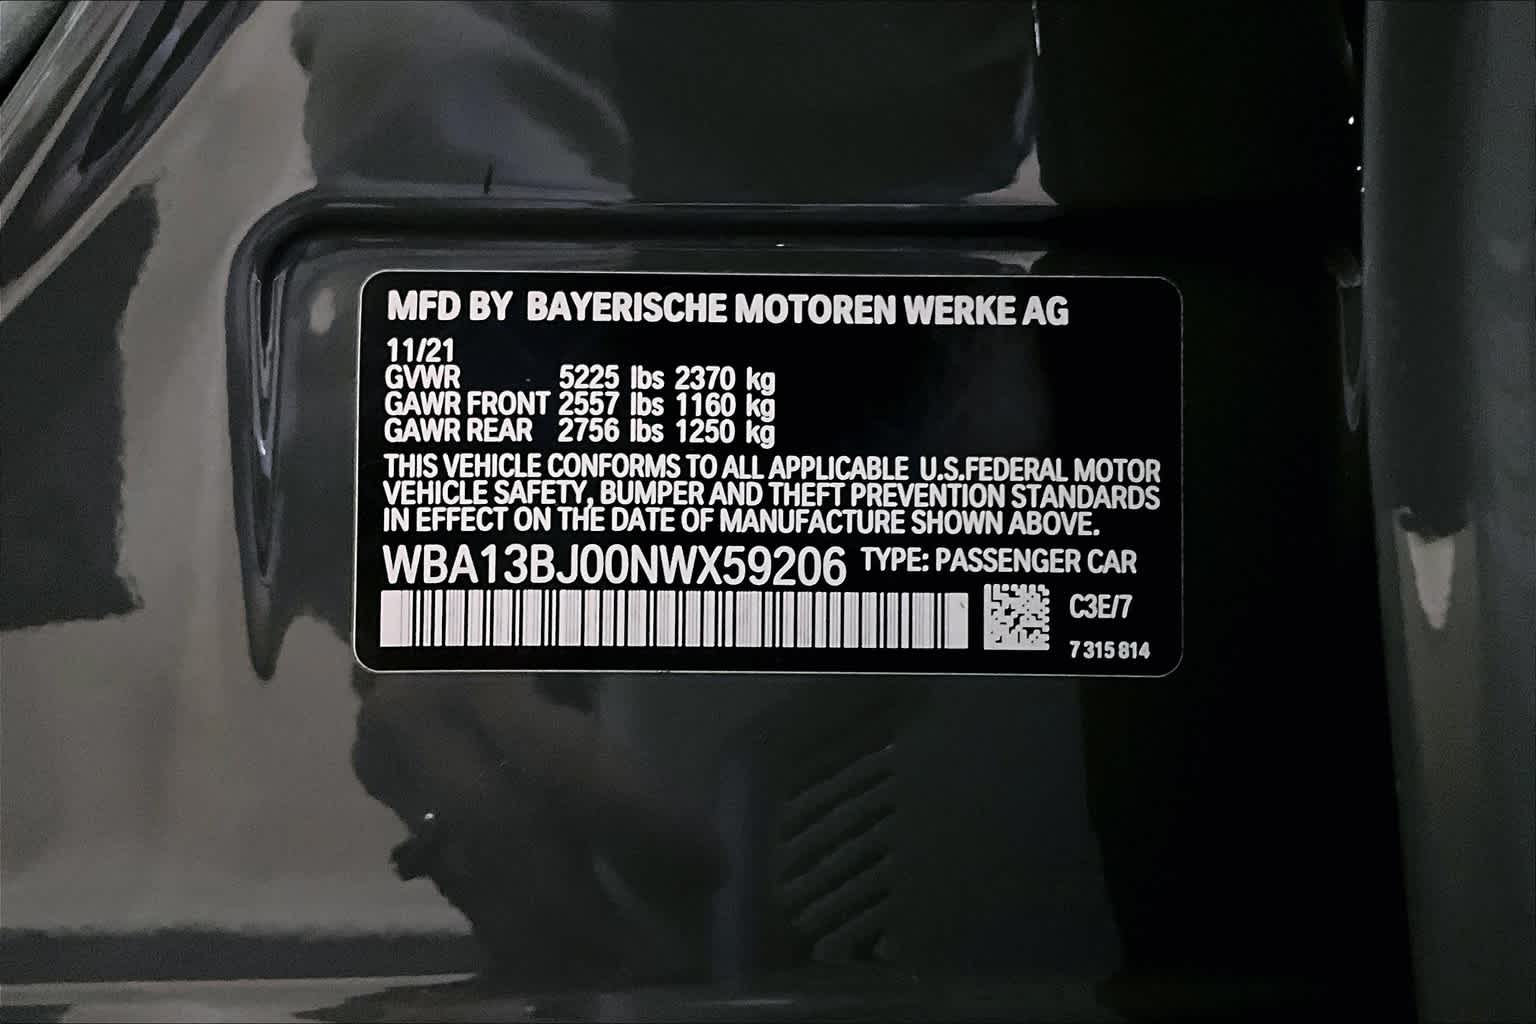 MFD BY BAYERISCHE MOTOREN WERKE AG
11/21
GVWR 5225 lbs 2370 kg
GAWR FRONT 2557 lbs 1160 kg
GAWR REAR 2756 lbs 1250 kg
THIS VEHICLE CONFORMS TO ALL APPLICABLE U.S.FEDERAL MOTOR
VEHICLE SAFETY, BUMPER AND THEFT PREVENTION STANDARDS
IN EFFECT ON THE DATE OF MANUFACTURE SHOWN ABOVE.
WBA13BJ00NWX59206 TYPE: PASSENGER CAR
C3E/7
7 315 814